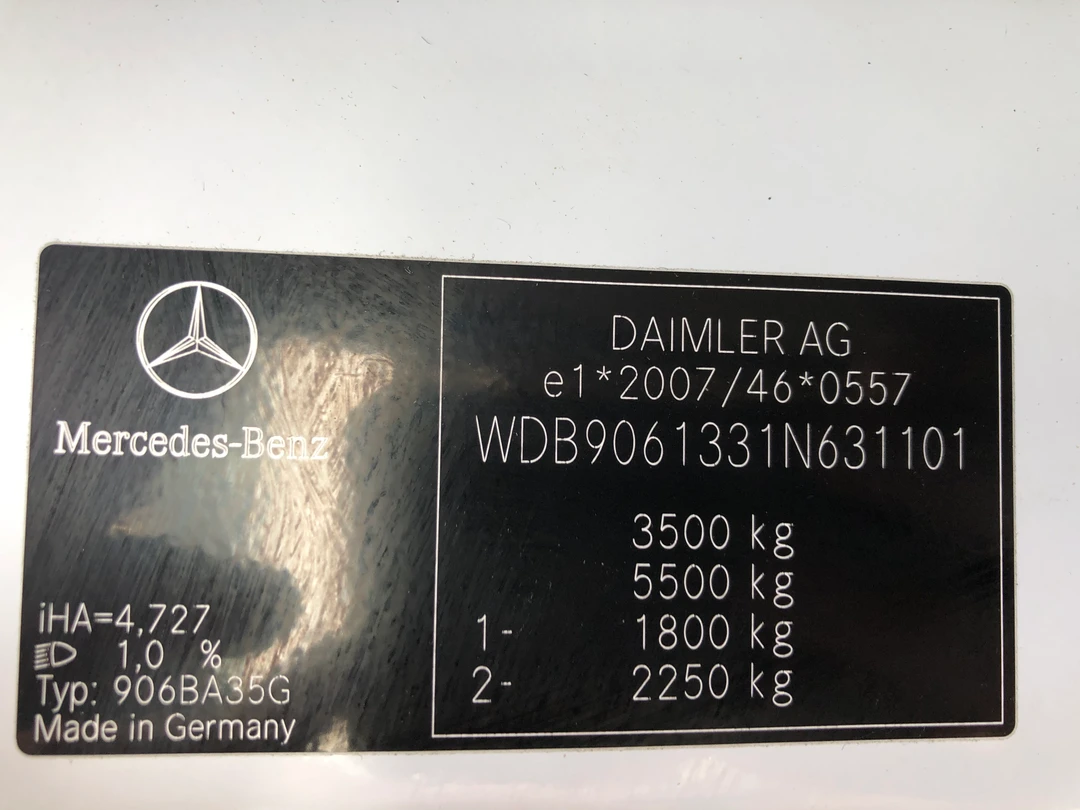 Mercedes-Benz
iHA=4,727
1,0 %
Typ: 906BA35G
Made in Germany
DAIMLER AG
e1*2007/46*0557
WDB9061331N631101
3500 kg
5500 kg
1- 1800 kg
2- 2250 kg